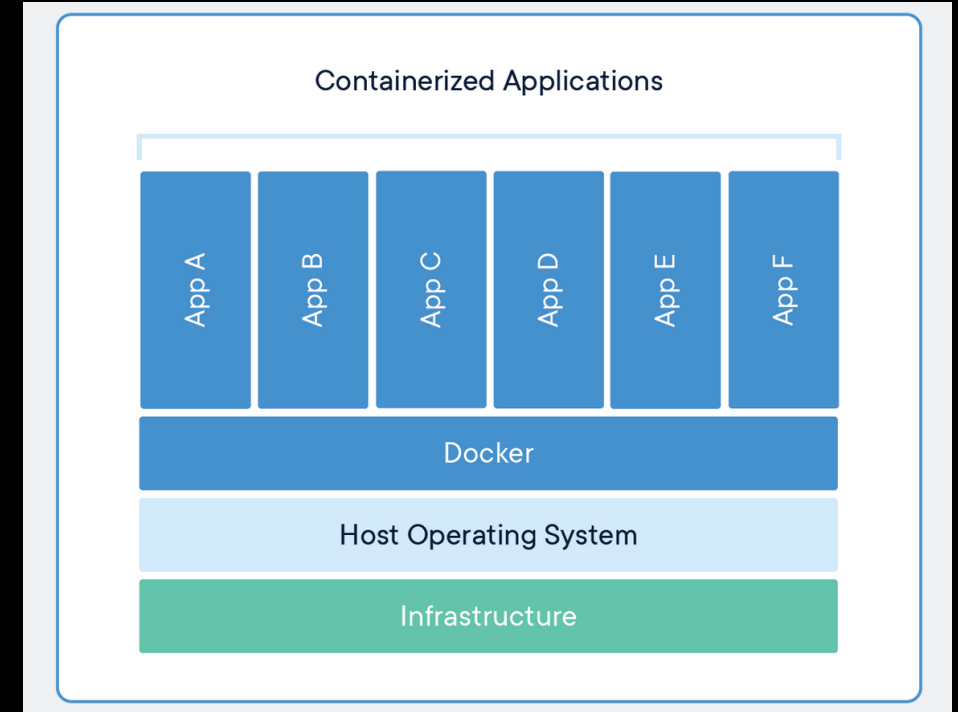 Containerized Applications
App A
App B
App C
App D
App E
App F
Docker
Host Operating System
Infrastructure